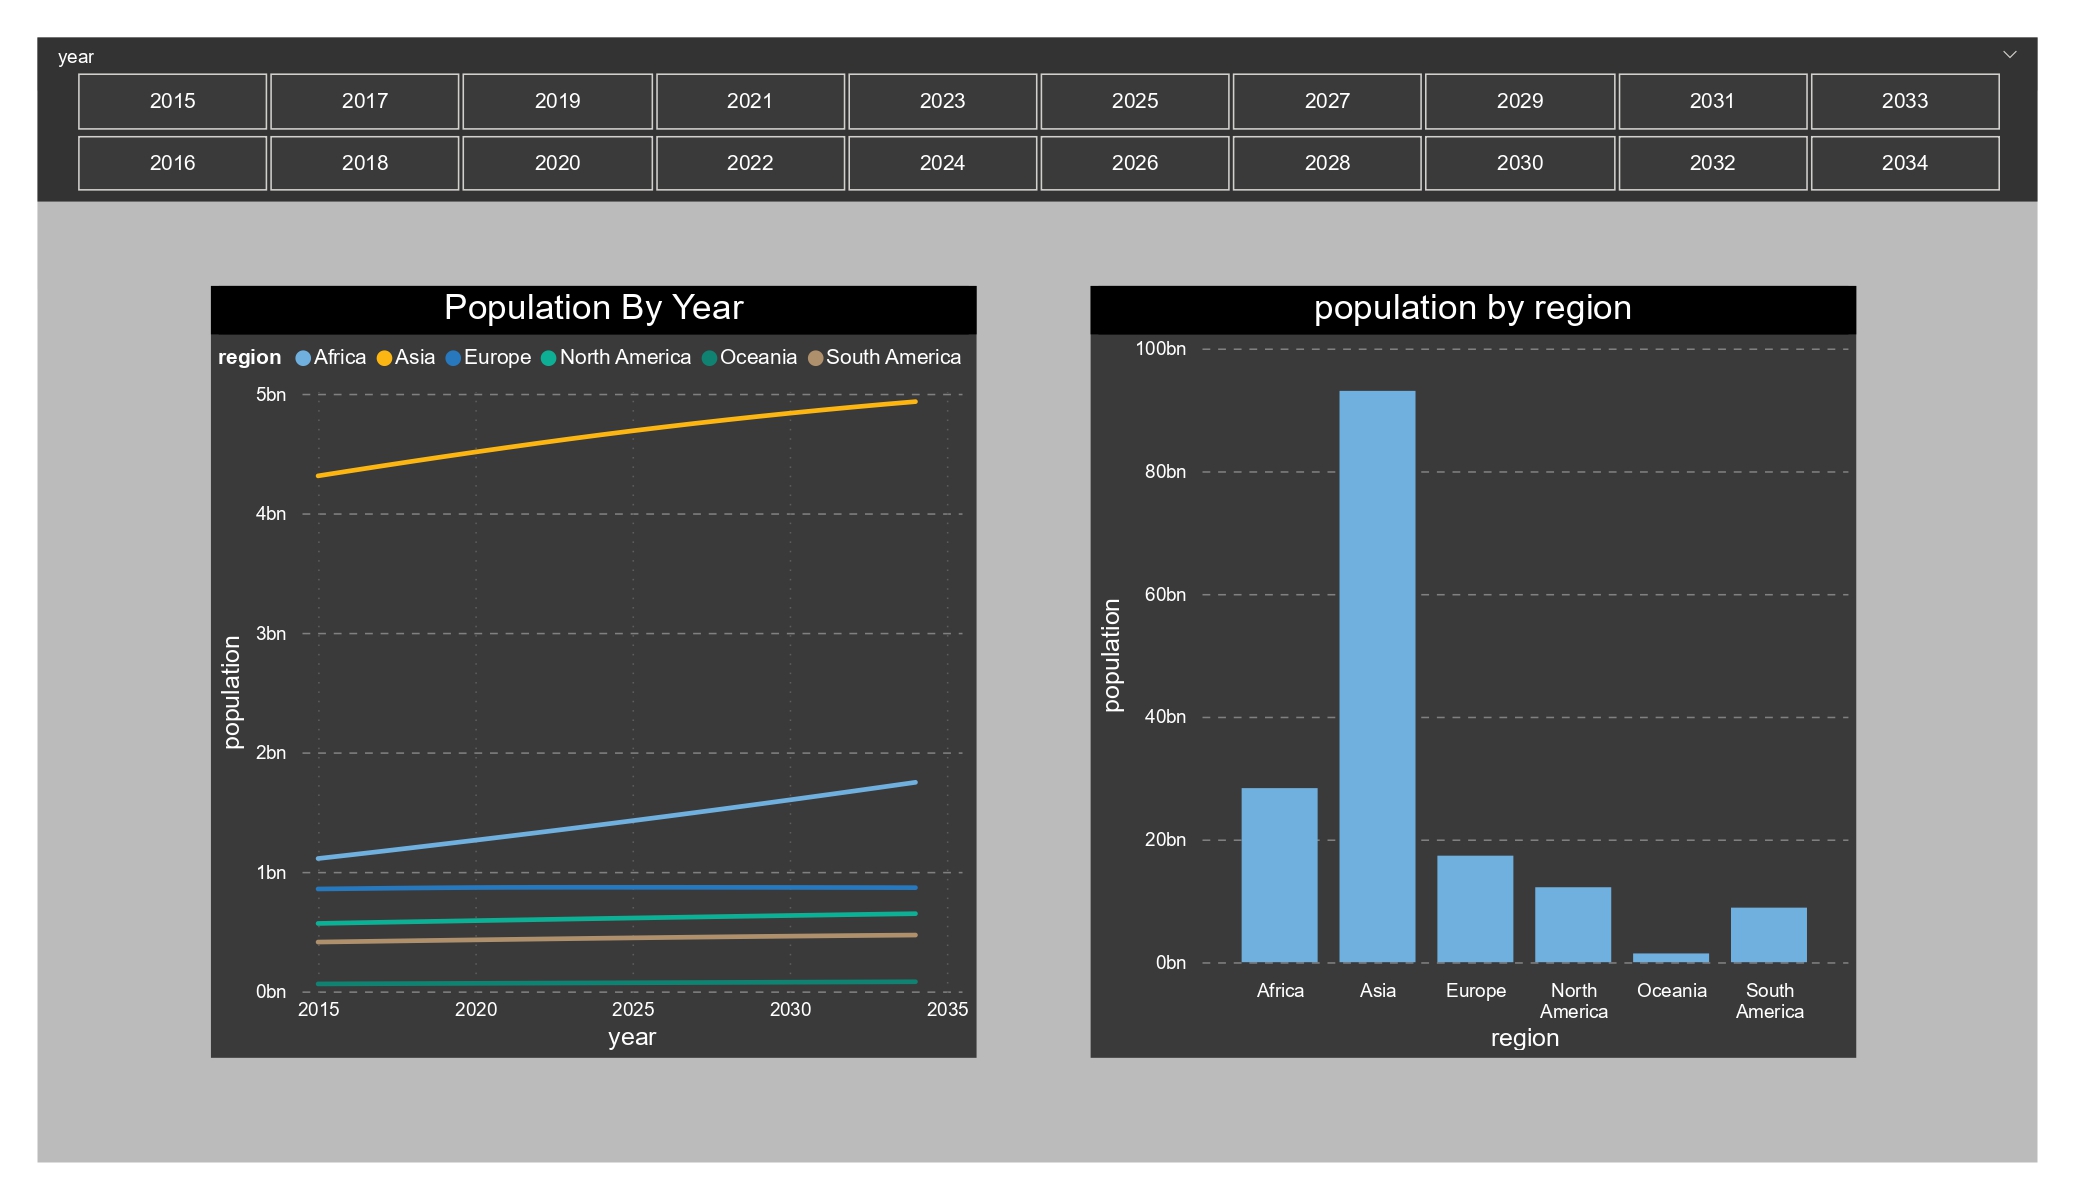 year
2015 2017 2019 2021 2023 2025 2027 2029 2031 2033
2016 2018 2020 2022 2024 2026 2028 2030 2032 2034
Population By Year
region Africa Asia Europe North America Oceania South America
5bn
4bn
3bn
2bn
1bn
0bn
population
2015 2020 2025 2030 2035
year
population by region
100bn
80bn
60bn
40bn
20bn
0bn
population
Africa Asia Europe North America Oceania South America
region